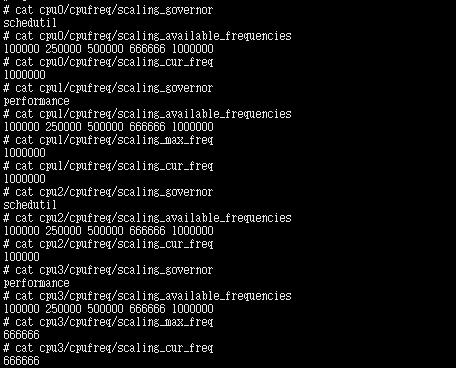 # cat cpu0/cpufreq/scaling_governor
schedutil
# cat cpu0/cpufreq/scaling_available_frequencies
100000 250000 500000 666666 1000000
# cat cpu0/cpufreq/scaling_cur_freq
1000000
# cat cpu1/cpufreq/scaling_governor
performance
# cat cpu1/cpufreq/scaling_available_frequencies
100000 250000 500000 666666 1000000
# cat cpu1/cpufreq/scaling_max_freq
1000000
# cat cpu1/cpufreq/scaling_cur_freq
1000000
# cat cpu2/cpufreq/scaling_governor
schedutil
# cat cpu2/cpufreq/scaling_available_frequencies
100000 250000 500000 666666 1000000
# cat cpu2/cpufreq/scaling_cur_freq
100000
# cat cpu3/cpufreq/scaling_governor
performance
# cat cpu3/cpufreq/scaling_available_frequencies
100000 250000 500000 666666 1000000
# cat cpu3/cpufreq/scaling_max_freq
666666
# cat cpu3/cpufreq/scaling_cur_freq
666666